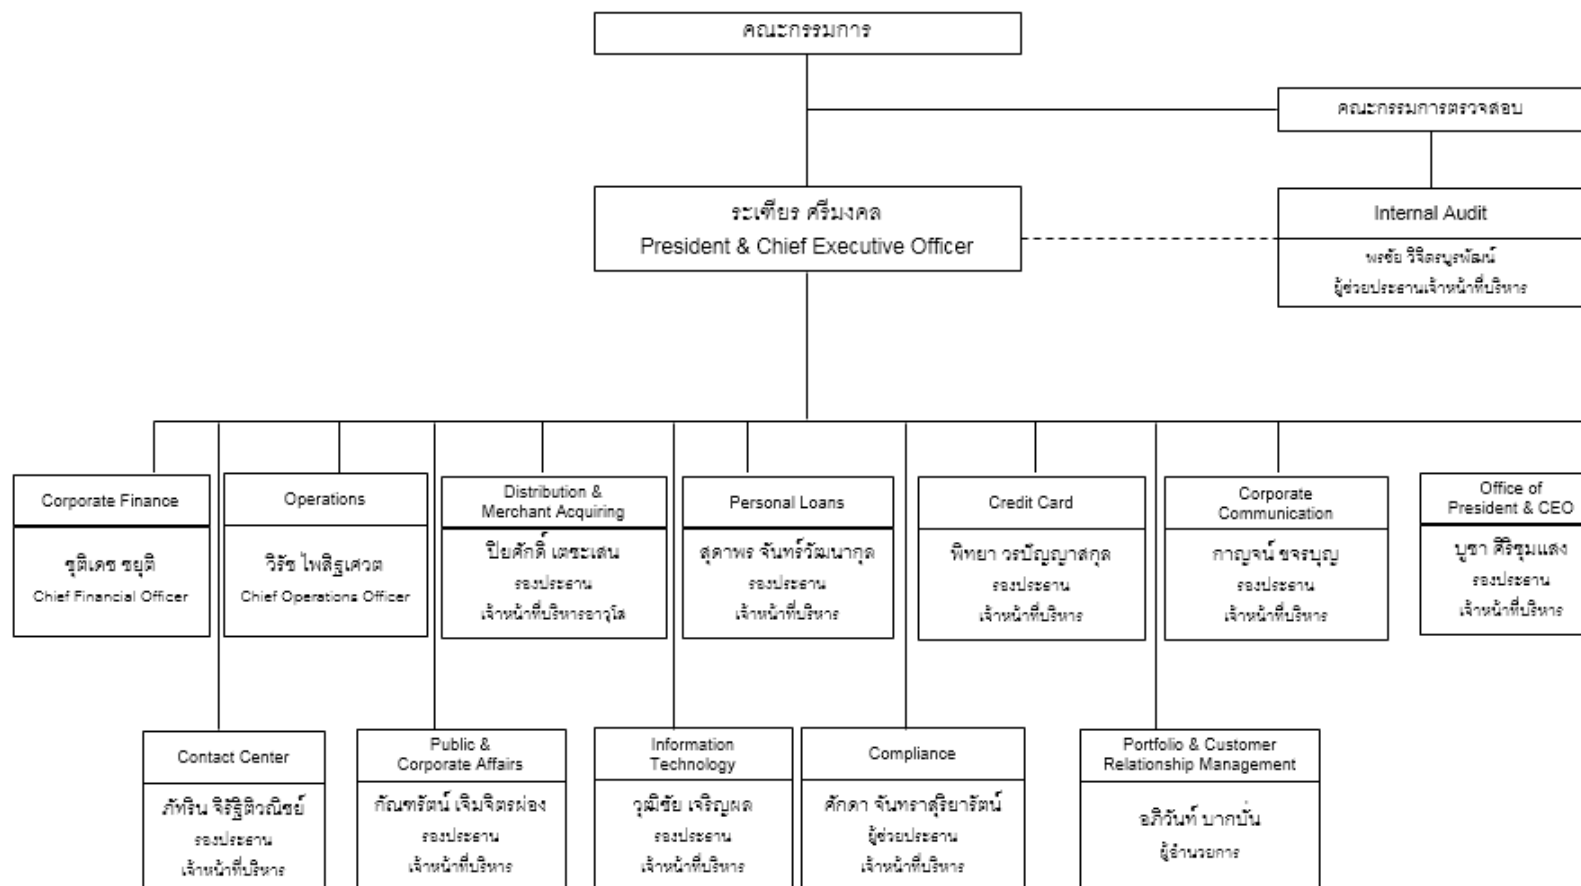 คณะกรรมการ
คณะกรรมการตรวจสอบ
ระเฑียร ศรีมงคล
President & Chief Executive Officer
Internal Audit
พรชัย วิจิตรบูรพัฒน์
ผู้ช่วยประธานเจ้าหน้าที่บริหาร
Corporate Finance
ชุติเดช ชยุติ
Chief Financial Officer
Operations
วิรัช ไพสิฐเศวต
Chief Operations Officer
Distribution &
Merchant Acquiring
ปิยศักดิ์ เตชะเสน
รองประธาน
เจ้าหน้าที่บริหารอาวุโส
Personal Loans
สุดาพร จันทร์วัฒนากุล
รองประธาน
เจ้าหน้าที่บริหาร
Credit Card
พิทยา วรปัญญาสกุล
รองประธาน
เจ้าหน้าที่บริหาร
Corporate
Communication
กาญจน์ ขจรบุญ
รองประธาน
เจ้าหน้าที่บริหาร
Office of
President & CEO
บูชา ศิริชุมแสง
รองประธาน
เจ้าหน้าที่บริหาร
Contact Center
ภัทริน จิรัฐิติวณิชย์
รองประธาน
เจ้าหน้าที่บริหาร
Public &
Corporate Affairs
กัณฑรัตน์ เจิมจิตรผ่อง
รองประธาน
เจ้าหน้าที่บริหาร
Information
Technology
วุฒิชัย เจริญผล
รองประธาน
เจ้าหน้าที่บริหาร
Compliance
ศักดา จันทราสุริยารัตน์
ผู้ช่วยประธาน
เจ้าหน้าที่บริหาร
Portfolio & Customer
Relationship Management
อภิวันท์ บากบั่น
ผู้อำนวยการ